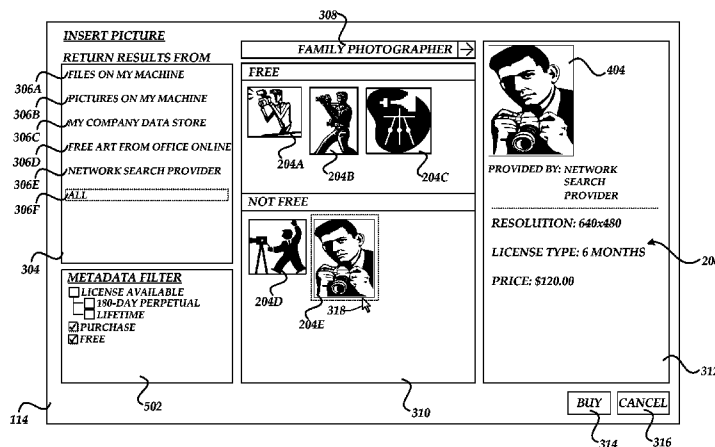 308
INSERT PICTURE
RETURN RESULTS FROM
FAMILY PHOTOGRAPHER
306A
FILES ON MY MACHINE
306B
PICTURES ON MY MACHINE
306C
MY COMPANY DATA STORE
306D
FREE ART FROM OFFICE ONLINE
306E
NETWORK SEARCH PROVIDER
306F
ALL
304
METADATA FILTER
LICENSE AVAILABLE
180-DAY PERPETUAL
LIFETIME
PURCHASE
FREE
114
502
FREE
204A
204B
204C
NOT FREE
204D
204E
318
310
404
PROVIDED BY: NETWORK
SEARCH
PROVIDER
RESOLUTION: 640x480
LICENSE TYPE: 6 MONTHS
PRICE: $120.00
312
BUY
CANCEL
314
316